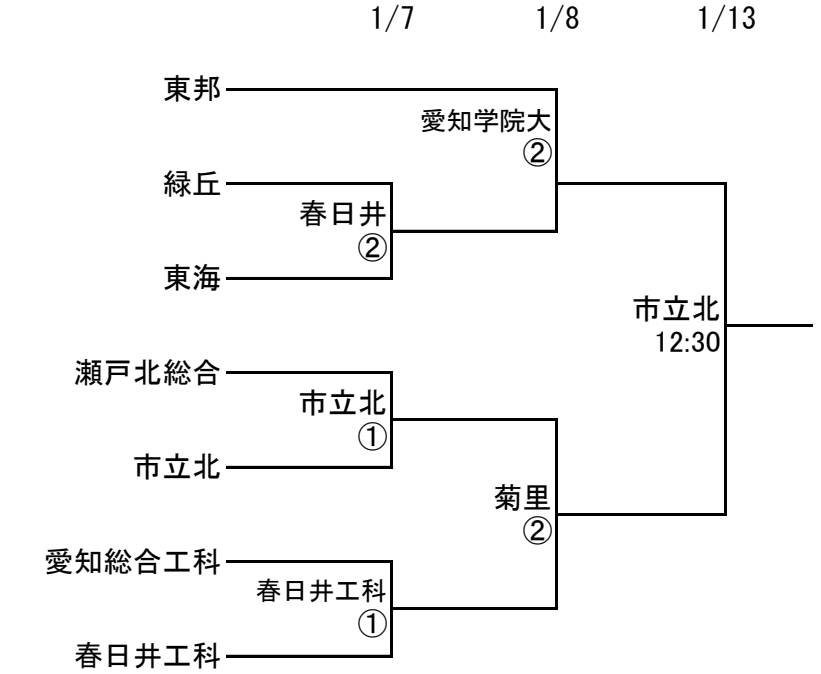 1/7 1/8 1/13
東邦
愛知学院大
②
緑丘
春日井
②
東海
市立北
12:30
瀬戸北総合
市立北
①
市立北
菊里
②
愛知総合工科
春日井工科
①
春日井工科